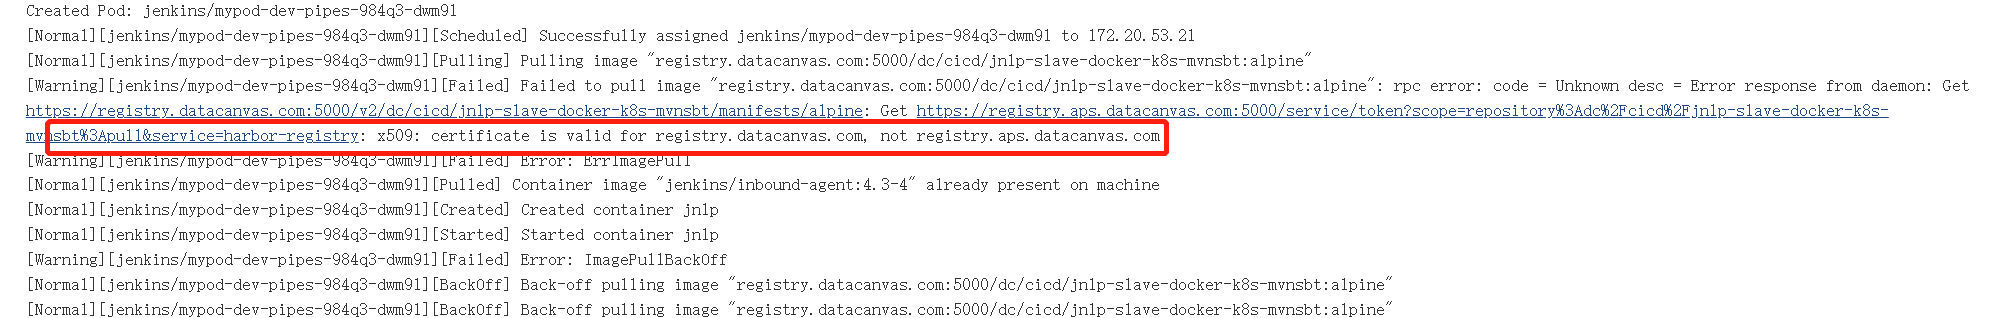 Created Pod: jenkins/mypod-dev-pipes-984q3-dwm91
[Normal][jenkins/mypod-dev-pipes-984q3-dwm91][Scheduled] Successfully assigned jenkins/mypod-dev-pipes-984q3-dwm91 to 172.20.53.21
[Normal][jenkins/mypod-dev-pipes-984q3-dwm91][Pulling] Pulling image "registry.datacanvas.com:5000/dc/cicd/jnlp-slave-docker-k8s-mvnsbt:alpine"
[Warning][jenkins/mypod-dev-pipes-984q3-dwm91][Failed] Failed to pull image "registry.datacanvas.com:5000/dc/cicd/jnlp-slave-docker-k8s-mvnsbt:alpine": rpc error: code = Unknown desc = Error response from daemon: Get
https://registry.datacanvas.com:5000/v2/dc/cicd/jnlp-slave-docker-k8s-mvnsbt/manifests/alpine: Get https://registry.aps.datacanvas.com:5000/service/token?scope=repository%3Adc%2Fcicd%2Fjnlp-slave-docker-k8s-
mvnsbt%3Apull&service=harbor-registry: x509: certificate is valid for registry.datacanvas.com, not registry.aps.datacanvas.com
[Warning][jenkins/mypod-dev-pipes-984q3-dwm91][Failed] Error: ErrImagePull
[Normal][jenkins/mypod-dev-pipes-984q3-dwm91][Pulled] Container image "jenkins/inbound-agent:4.3-4" already present on machine
[Normal][jenkins/mypod-dev-pipes-984q3-dwm91][Created] Created container jnlp
[Normal][jenkins/mypod-dev-pipes-984q3-dwm91][Started] Started container jnlp
[Warning][jenkins/mypod-dev-pipes-984q3-dwm91][Failed] Error: ImagePullBackOff
[Normal][jenkins/mypod-dev-pipes-984q3-dwm91][BackOff] Back-off pulling image "registry.datacanvas.com:5000/dc/cicd/jnlp-slave-docker-k8s-mvnsbt:alpine"
[Normal][jenkins/mypod-dev-pipes-984q3-dwm91][BackOff] Back-off pulling image "registry.datacanvas.com:5000/dc/cicd/jnlp-slave-docker-k8s-mvnsbt:alpine"